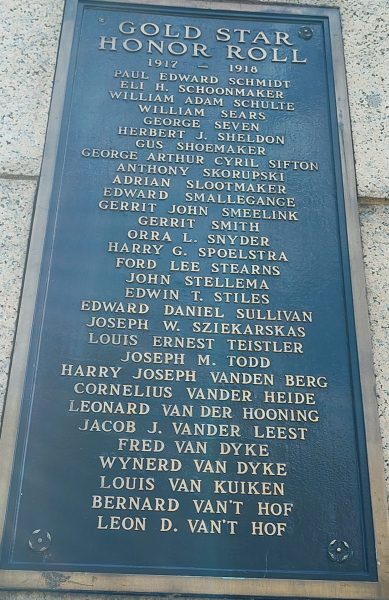 GOLD STAR
HONOR ROLL
1917 — 1918
PAUL EDWARD SCHMIDT
ELI H. SCHOONMAKER
WILLIAM ADAM SCHULTE
WILLIAM SEARS
GEORGE SEVEN
HERBERT J. SHELDON
GUS SHOEMAKER
GEORGE ARTHUR CYRIL SIFTON
ANTHONY SKORUPSKI
ADRIAN SLOOTMAKER
EDWARD SMALLEGANGE
GERRIT JOHN SMEELINK
GERRIT SMITH
ORRA L. SNYDER
HARRY G. SPOELSTRA
FORD LEE STEARNS
JOHN STELLEMA
EDWIN T. STILES
EDWARD DANIEL SULLIVAN
JOSEPH W. SZIEKARSKAS
LOUIS ERNEST TEISTLER
JOSEPH M. TODD
HARRY JOSEPH VANDEN BERG
CORNELIUS VANDER HEIDE
LEONARD VAN DER HOONING
JACOB J. VANDER LEEST
FRED VAN DYKE
WYNERD VAN DYKE
LOUIS VAN KUIKEN
BERNARD VAN'T HOF
LEON D. VAN'T HOF